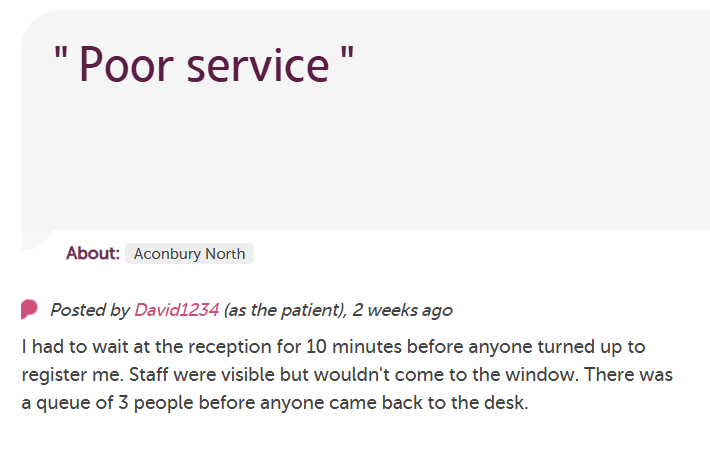 " Poor service "
About: Aconbury North
Posted by David1234 (as the patient), 2 weeks ago
I had to wait at the reception for 10 minutes before anyone turned up to
register me. Staff were visible but wouldn't come to the window. There was
a queue of 3 people before anyone came back to the desk.